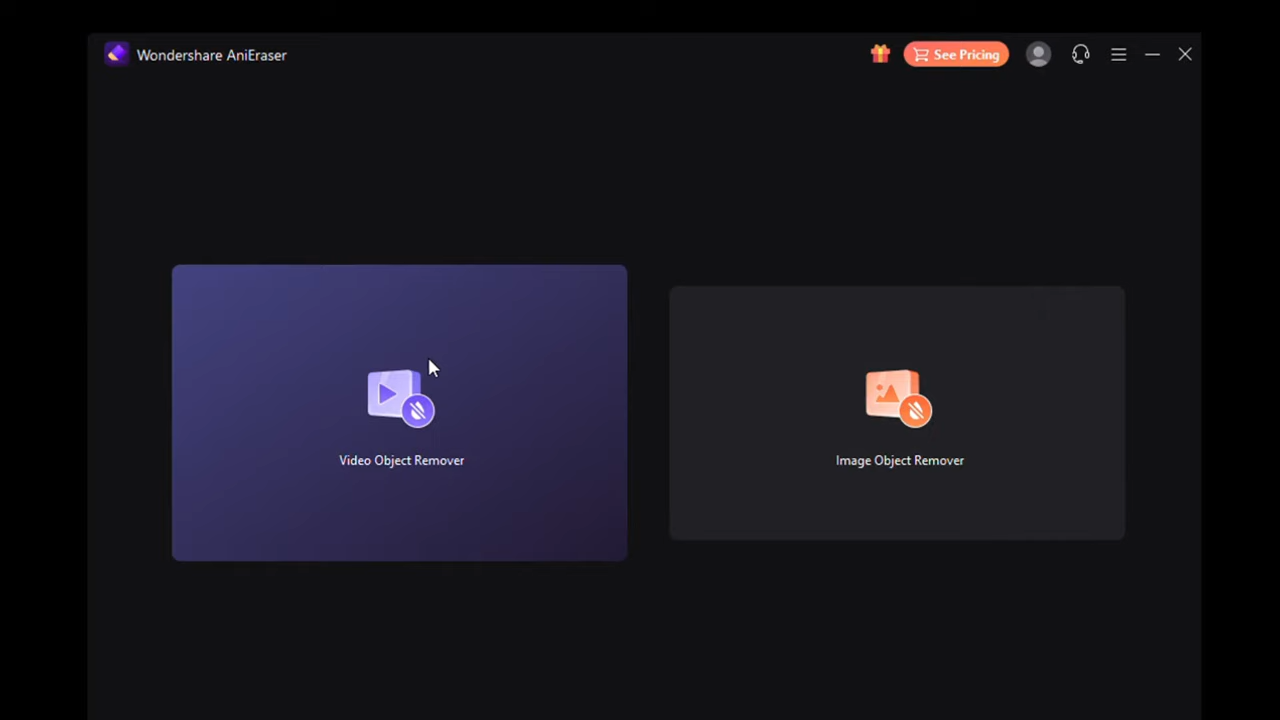 Wondershare AniEraser
See Pricing
Video Object Remover
Image Object Remover